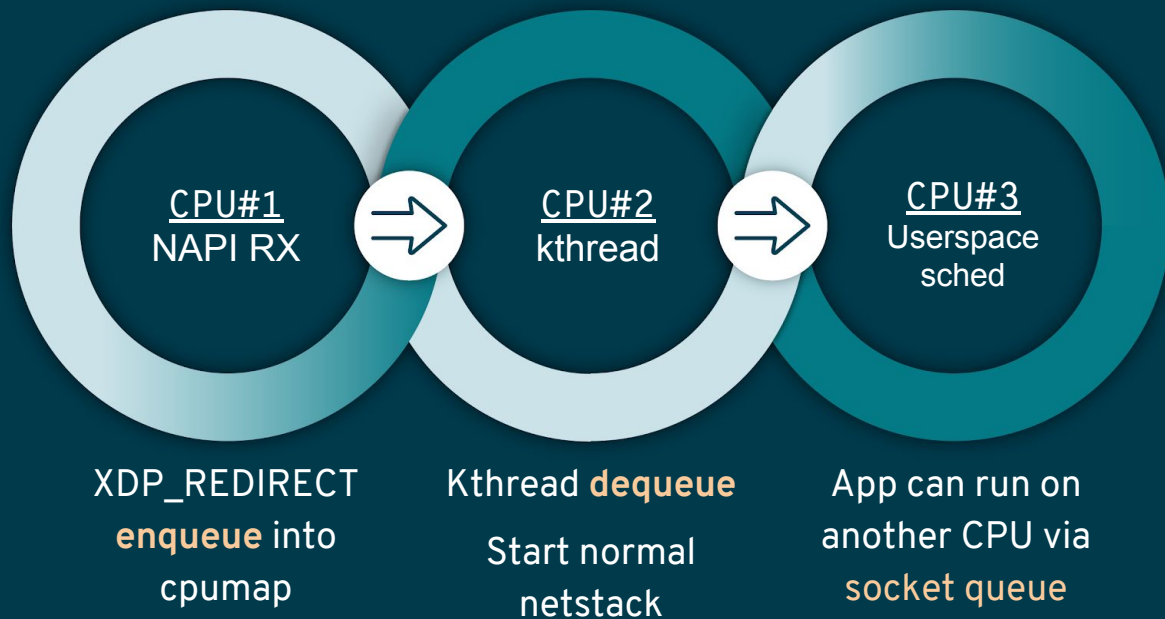 CPU#1
NAPI RX
CPU#2
kthread
CPU#3
Userspace
sched
XDP_REDIRECT
enqueue into
cpumap
Kthread dequeue
Start normal
netstack
App can run on
another CPU via
socket queue